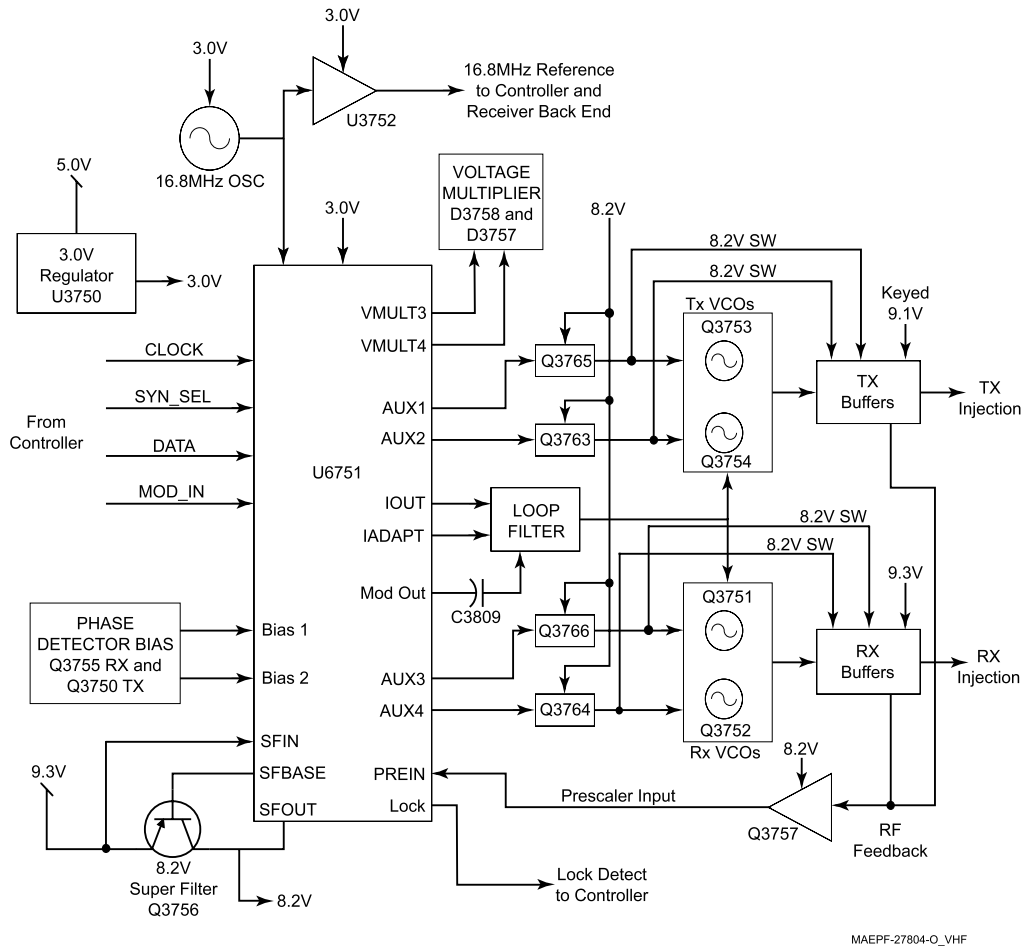 3.0V
3.0V
16.8MHz Reference
to Controller and
Receiver Back End
U3752
16.8MHz OSC
5.0V
3.0V
Regulator
U3750
3.0V
3.0V
VOLTAGE
MULTIPLIER
D3758 and
D3757
8.2V
8.2V SW
8.2V SW
Keyed
9.1V
Tx VCOs
Q3753
Q3754
TX
Buffers
TX
Injection
VMULT3
VMULT4
Q3765
AUX1
Q3763
AUX2
From
Controller
CLOCK
SYN_SEL
DATA
MOD_IN
U6751
IOUT
IADAPT
LOOP
FILTER
Mod Out
C3809
8.2V SW
8.2V SW
9.3V
Q3751
Q3752
Rx VCOs
RX
Buffers
RX
Injection
PHASE
DETECTOR BIAS
Q3755 RX and
Q3750 TX
Bias 1
Bias 2
Q3766
AUX3
Q3764
AUX4
SFIN
SFBASE
SFOUT
PREIN
Lock
Prescaler Input
8.2V
Q3757
RF
Feedback
9.3V
8.2V
Super Filter
Q3756
8.2V
Lock Detect
to Controller
MAEPF-27804-O_VHF